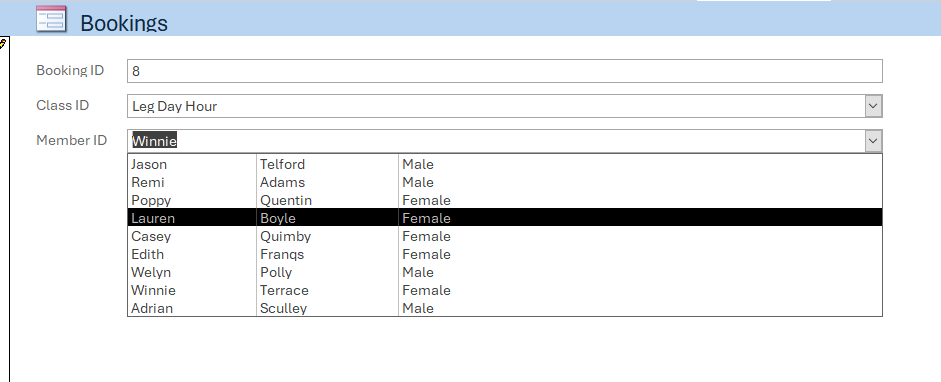 Bookings
Booking ID 8
Class ID Leg Day Hour
Member ID Winnie
Jason Telford Male
Remi Adams Male
Poppy Quentin Female
Lauren Boyle Female
Casey Quimby Female
Edith Franqs Female
Welyn Polly Male
Winnie Terrace Female
Adrian Sculley Male